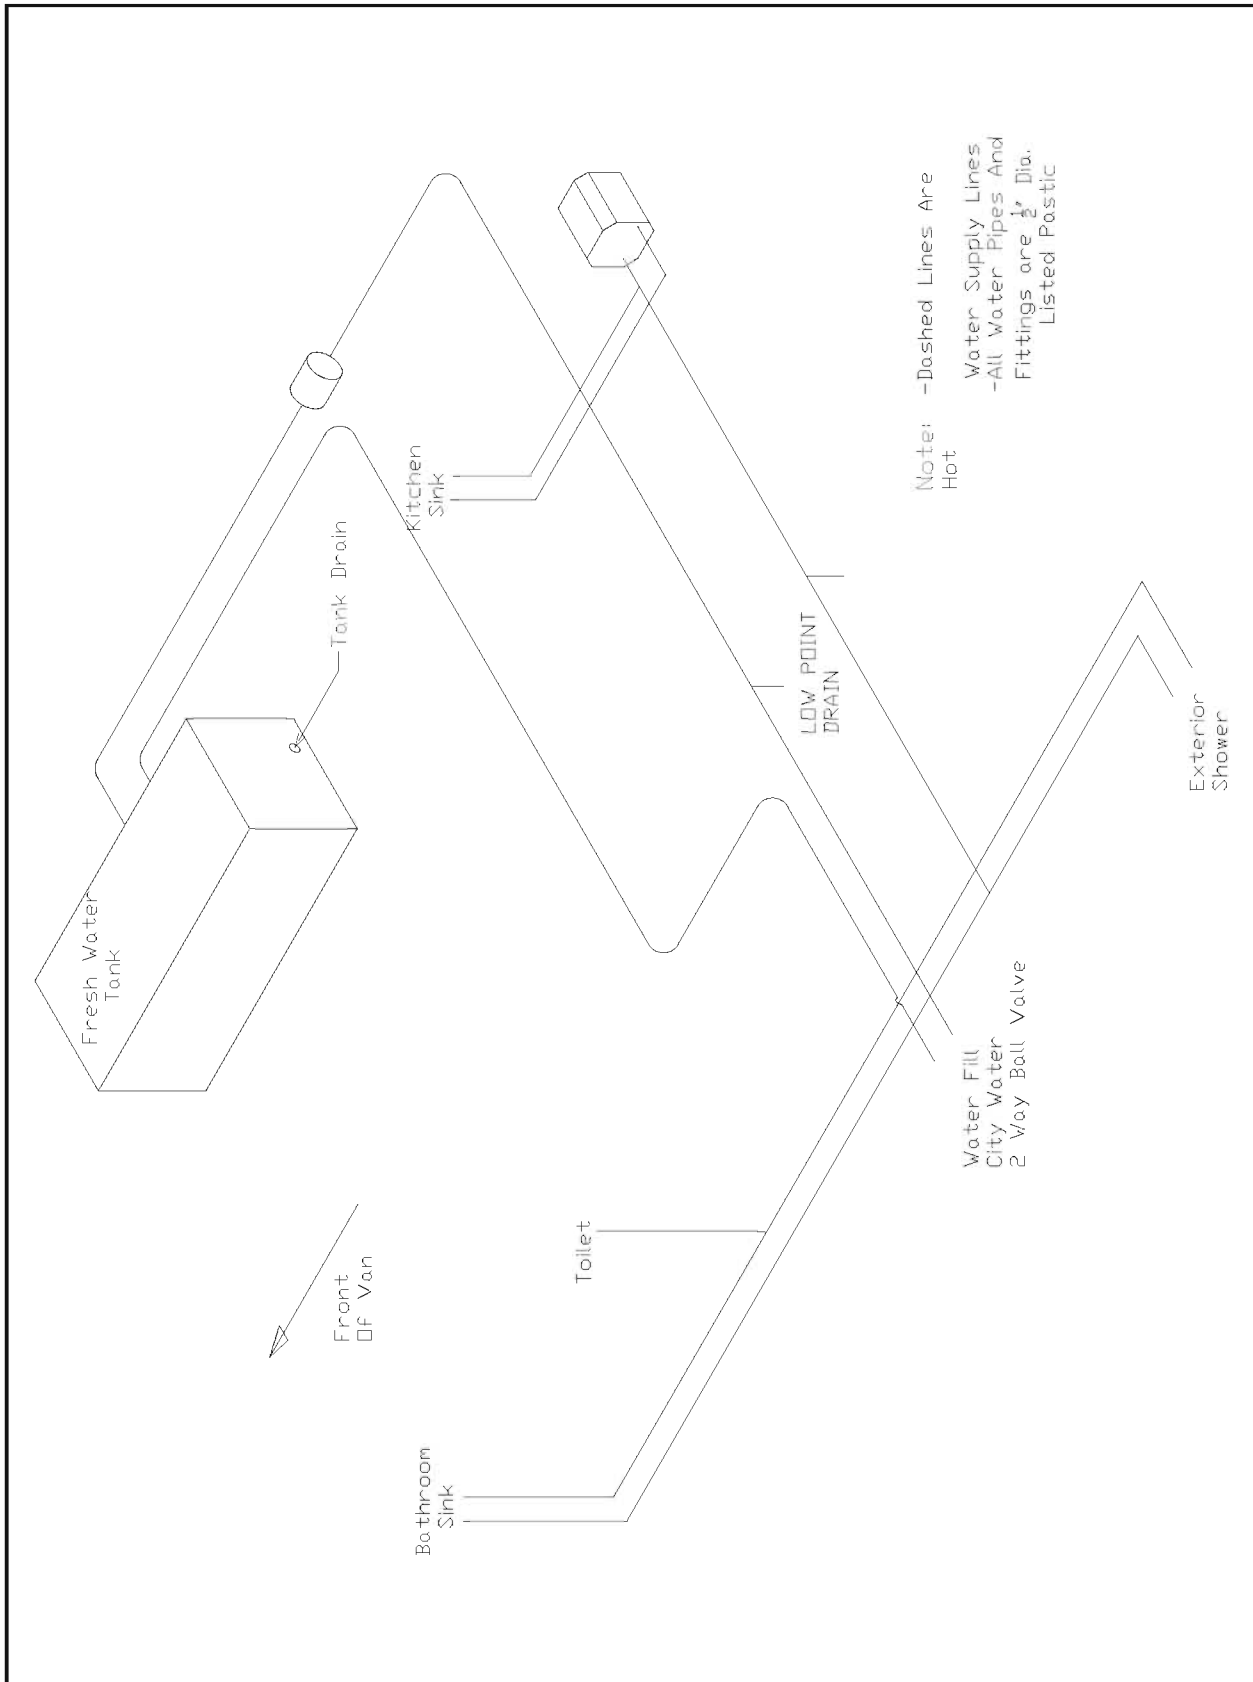 Fresh Water
Tank
Tank Drain
Front
Of Van
Kitchen
Sink
Bathroom
Sink
Toilet
LOW POINT
DRAIN
Water Fill
City Water
2 Way Ball Valve
Exterior
Shower
Note: -Dashed Lines Are
Hot
Water Supply Lines
-All Water Pipes And
Fittings are ½" Dia.
Listed Pastic